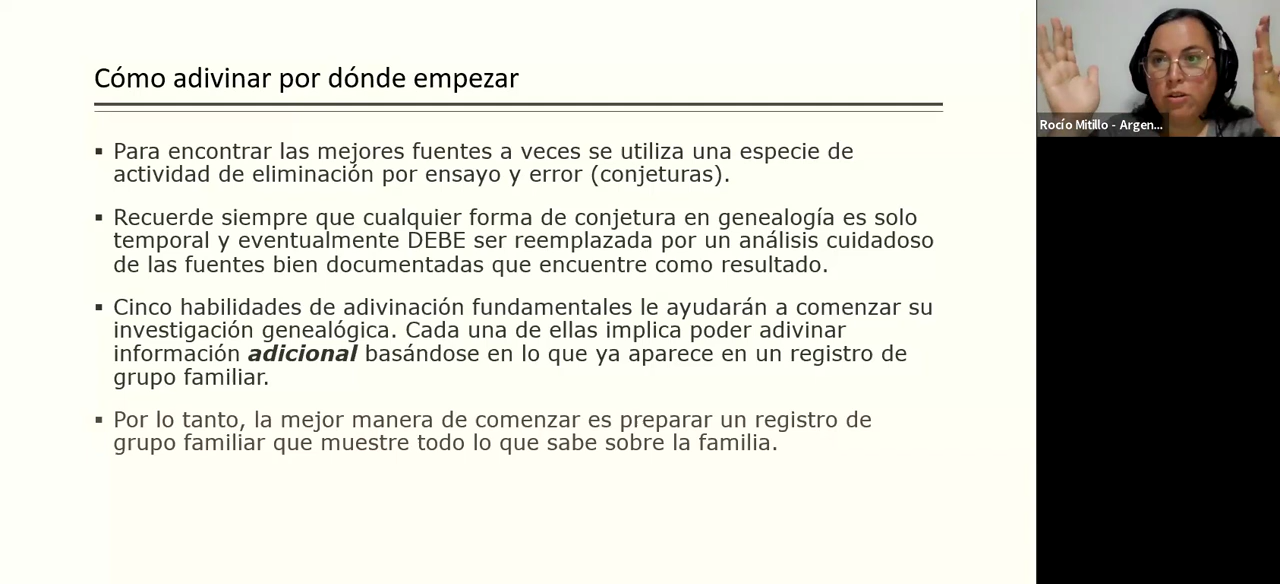 Cómo adivinar por dónde empezar
▪ Para encontrar las mejores fuentes a veces se utiliza una especie de
actividad de eliminación por ensayo y error (conjeturas).
▪ Recuerde siempre que cualquier forma de conjetura en genealogía es solo
temporal y eventualmente DEBE ser reemplazada por un análisis cuidadoso
de las fuentes bien documentadas que encuentre como resultado.
▪ Cinco habilidades de adivinación fundamentales le ayudarán a comenzar su
investigación genealógica. Cada una de ellas implica poder adivinar
información adicional basándose en lo que ya aparece en un registro de
grupo familiar.
▪ Por lo tanto, la mejor manera de comenzar es preparar un registro de
grupo familiar que muestre todo lo que sabe sobre la familia.
Rocío Mitillo - Argen...